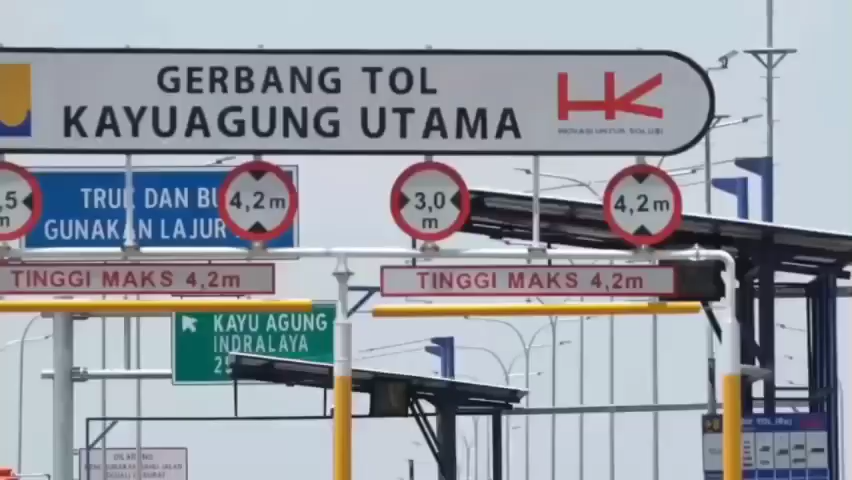 GERBANG TOL
KAYUAGUNG UTAMA
HK
,5
m
4,2m
3,0
m
4,2m
TRUK DAN BU
GUNAKAN LAJUR
TINGGI MAKS 4,2m
TINGGI MAKS 4,2m
KAYU AGUNG
INDRALAYA